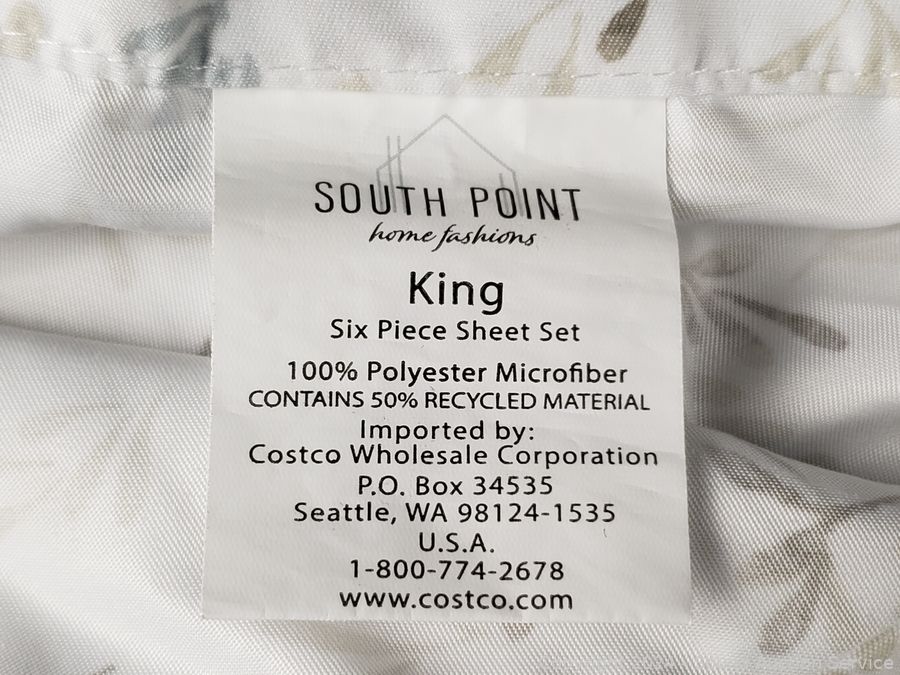 SOUTH POINT
home fashions
King
Six Piece Sheet Set
100% Polyester Microfiber
CONTAINS 50% RECYCLED MATERIAL
Imported by:
Costco Wholesale Corporation
P.O. Box 34535
Seattle, WA 98124-1535
U.S.A.
1-800-774-2678
www.costco.com
Service